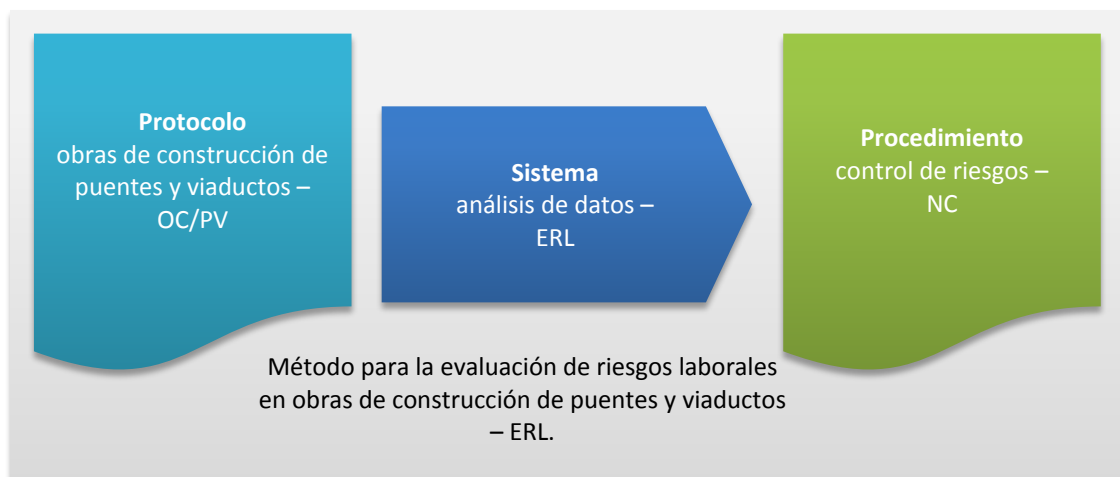 Protocolo
obras de construcción de
puentes y viaductos –
OC/PV
Sistema
análisis de datos –
ERL
Procedimiento
control de riesgos –
NC
Método para la evaluación de riesgos laborales
en obras de construcción de puentes y viaductos
– ERL.